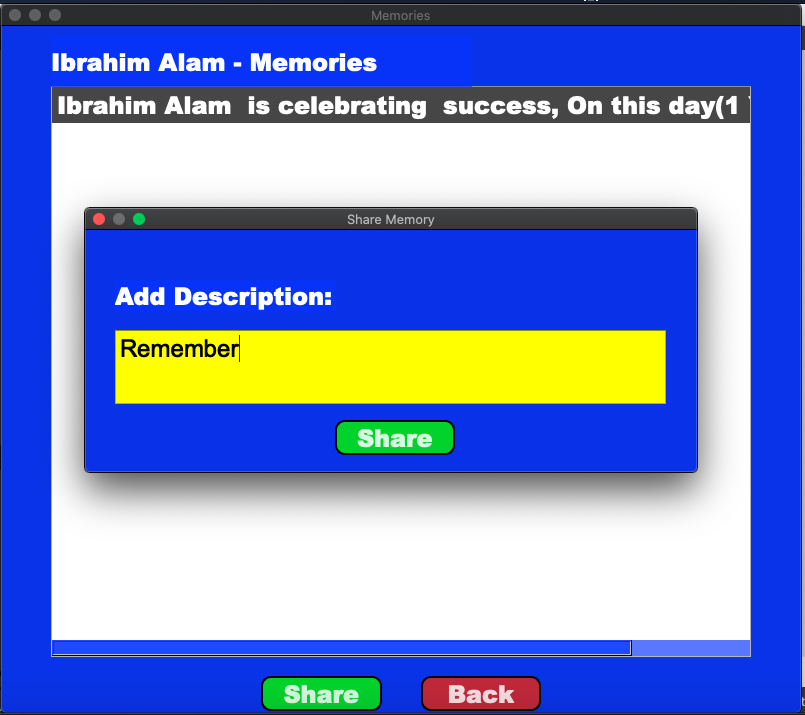 Memories
Ibrahim Alam - Memories
Ibrahim Alam  is celebrating  success, On this day(1
Share Memory
Add Description:
Remember
Share
Share
Back